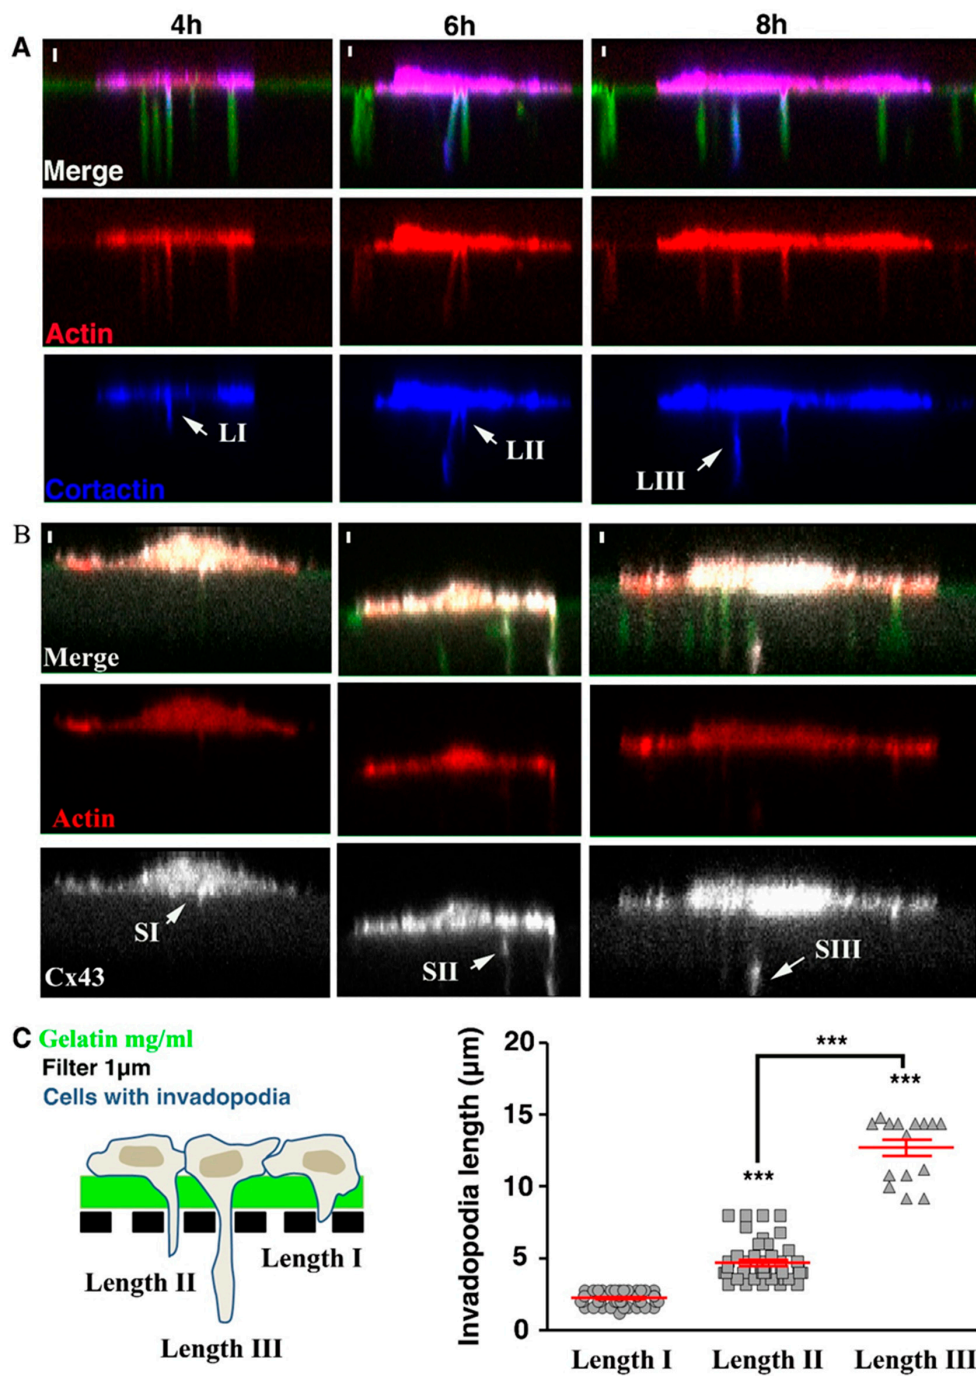 4h 6h 8h
A
Merge
Actin
LI LII LIII
Cortactin
B
Merge
Actin
SI SII SIII
Cx43
C Gelatin mg/ml
Filter 1µm
Cells with invadopodia
Length I
Length II
Length III
Invadopodia length (µm)
20
15
10
5
0
***
***
***
Length I Length II Length III